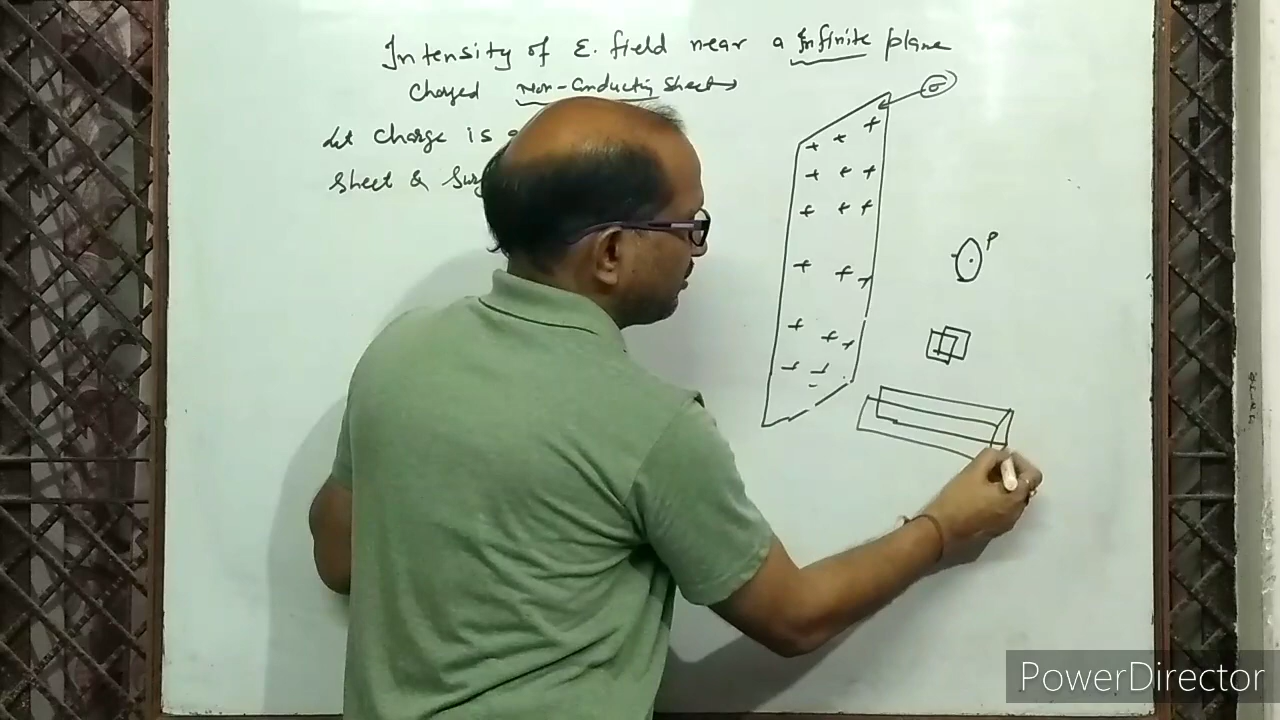 Intensity of E. field near a infinite plane
Charged Non-Conducting Sheet
σ
Let Charge is
Sheet &
P
PowerDirector